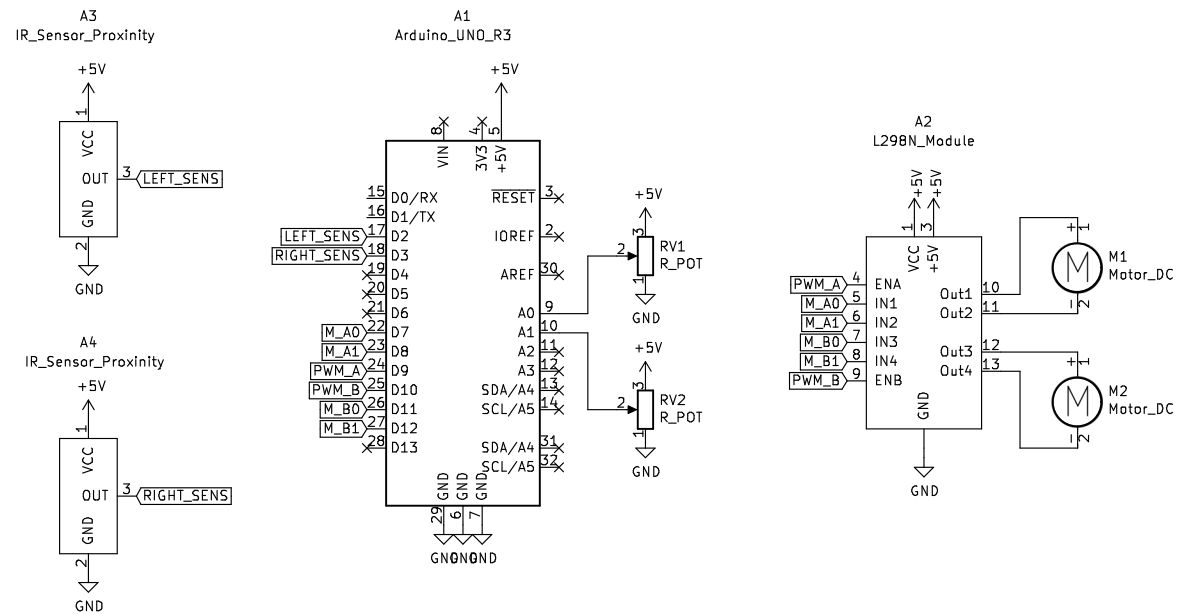 A3
IR_Sensor_Proxinity
+5V
1
VCC
OUT
3
LEFT_SENS
GND
2
GND
A4
IR_Sensor_Proxinity
+5V
1
VCC
OUT
3
RIGHT_SENS
GND
2
GND
A1
Arduino_UNO_R3
+5V
8
4
5
VIN
3V3
+5V
15
D0/RX
16
D1/TX
LEFT_SENS
17
D2
RIGHT_SENS
18
D3
19
D4
20
D5
21
D6
M_A0
22
D7
M_A1
23
D8
PWM_A
24
D9
PWM_B
25
D10
M_B0
26
D11
M_B1
27
D12
28
D13
RESET
3
IOREF
2
AREF
30
A0
9
A1
10
A2
11
A3
12
SDA/A4
13
SCL/A5
14
SDA/A4
31
SCL/A5
32
GND
GND
GND
29
6
7
GND
GND
GND
+5V
3
2
RV1
R_POT
1
GND
+5V
3
2
RV2
R_POT
1
GND
A2
L298N_Module
+5V
+5V
1
3
VCC
+5V
PWM_A
4
ENA
M_A0
5
IN1
M_A1
6
IN2
M_B0
7
IN3
M_B1
8
IN4
PWM_B
9
ENB
Out1
10
Out2
11
Out3
12
Out4
13
GND
GND
+
1
M
M1
Motor_DC
-
2
+
1
M
M2
Motor_DC
-
2